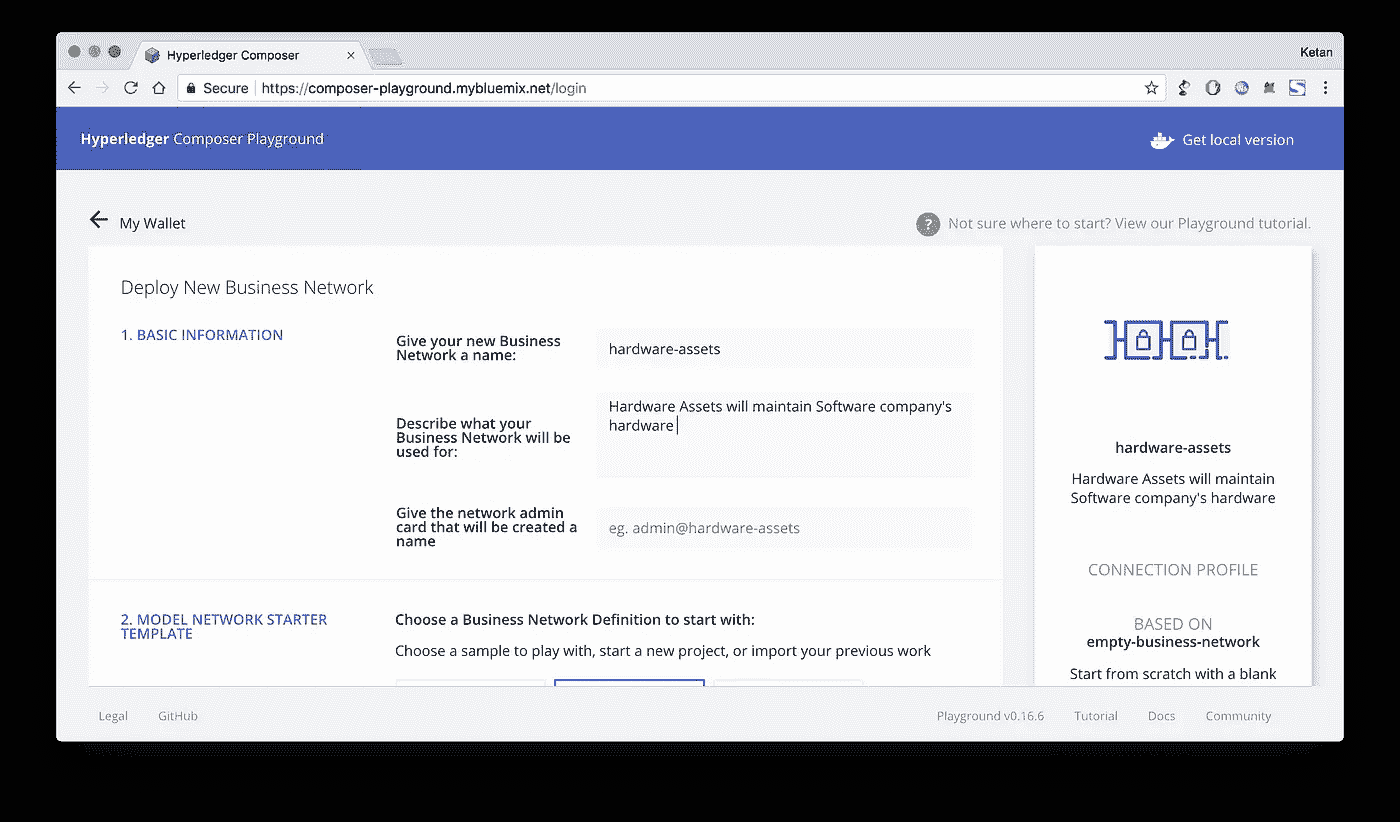 Hyperledger Composer
Ketan
Secure
https://composer-playground.mybluemix.net/login
Hyperledger Composer Playground
Get local version
My Wallet
? Not sure where to start? View our Playground tutorial.
Deploy New Business Network
1. BASIC INFORMATION
Give your new Business
Network a name:
hardware-assets
Describe what your
Business Network will be
used for:
Hardware Assets will maintain Software company's
hardware
Give the network admin
card that will be created a
name
eg. admin@hardware-assets
2. MODEL NETWORK STARTER
TEMPLATE
Choose a Business Network Definition to start with:
Choose a sample to play with, start a new project, or import your previous work
hardware-assets
Hardware Assets will maintain
Software company's hardware
CONNECTION PROFILE
BASED ON
empty-business-network
Start from scratch with a blank
Legal
GitHub
Playground v0.16.6
Tutorial
Docs
Community